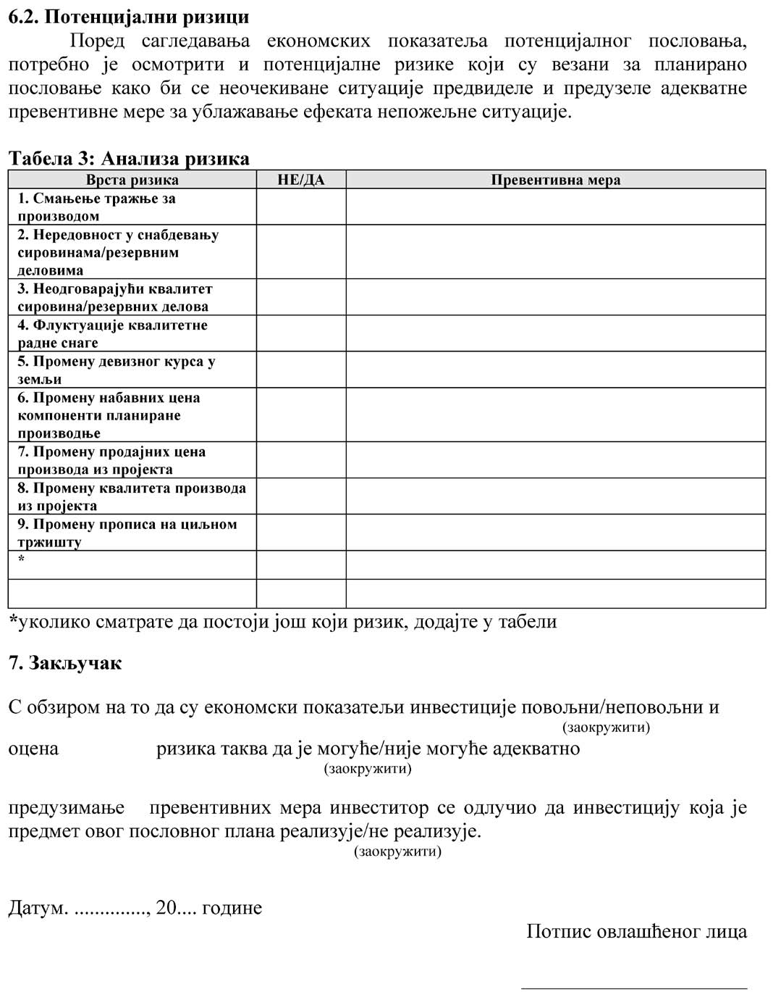 6.2. Потенцијални ризици
Поред сагледавања економских показатеља потенцијалног пословања,
потребно је осмотрити и потенцијалне ризике који су везани за планирано
пословање како би се неочекиване ситуације предвиделе и предузеле адекватне
превентивне мере за ублажавање ефеката непожељне ситуације.
Табела 3: Анализа ризика
Врста ризика НЕ/ДА Превентивна мера
1. Смањење тражње за
производом
2. Нередовност у снабдевању
сировинама/резервним
деловима
3. Неодговарајући квалитет
сировина/резервних делова
4. Флуктуације квалитетне
радне снаге
5. Промену девизног курса у
земљи
6. Промену набавних цена
компоненти планиране
производње
7. Промену продајних цена
производа из пројекта
8. Промену квалитета производа
из пројекта
9. Промену прописа на циљном
тржишту
*
*уколико сматрате да постоји још који ризик, додајте у табели
7. Закључак
С обзиром на то да су економски показатељи инвестиције повољни/неповољни и
(заокружити)
оцена ризика таква да је могуће/није могуће адекватно
(заокружити)
предузимање превентивних мера инвеститор се одлучио да инвестицију која је
предмет овог пословног плана реализује/не реализује.
(заокружити)
Датум. .............., 20.... године
Потпис овлашћеног лица